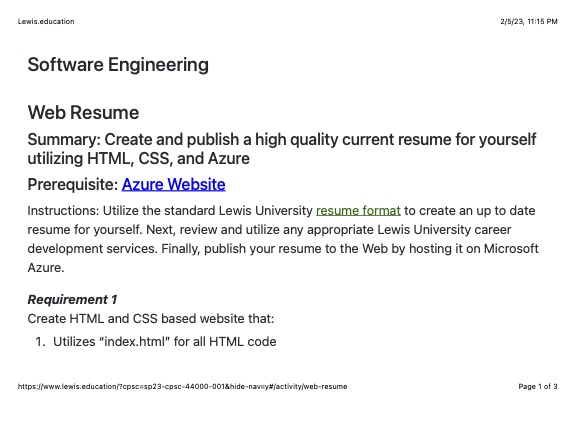 Lewis.education 2/5/23, 11:15 PM
Software Engineering
Web Resume
Summary: Create and publish a high quality current resume for yourself
utilizing HTML, CSS, and Azure
Prerequisite: Azure Website
Instructions: Utilize the standard Lewis University resume format to create an up to date
resume for yourself. Next, review and utilize any appropriate Lewis University career
development services. Finally, publish your resume to the Web by hosting it on Microsoft
Azure.
Requirement 1
Create HTML and CSS based website that:
1. Utilizes “index.html” for all HTML code
https://www.lewis.education/?cpsc=sp23-cpsc-44000-001&hide-nav=y#/activity/web-resume Page 1 of 3